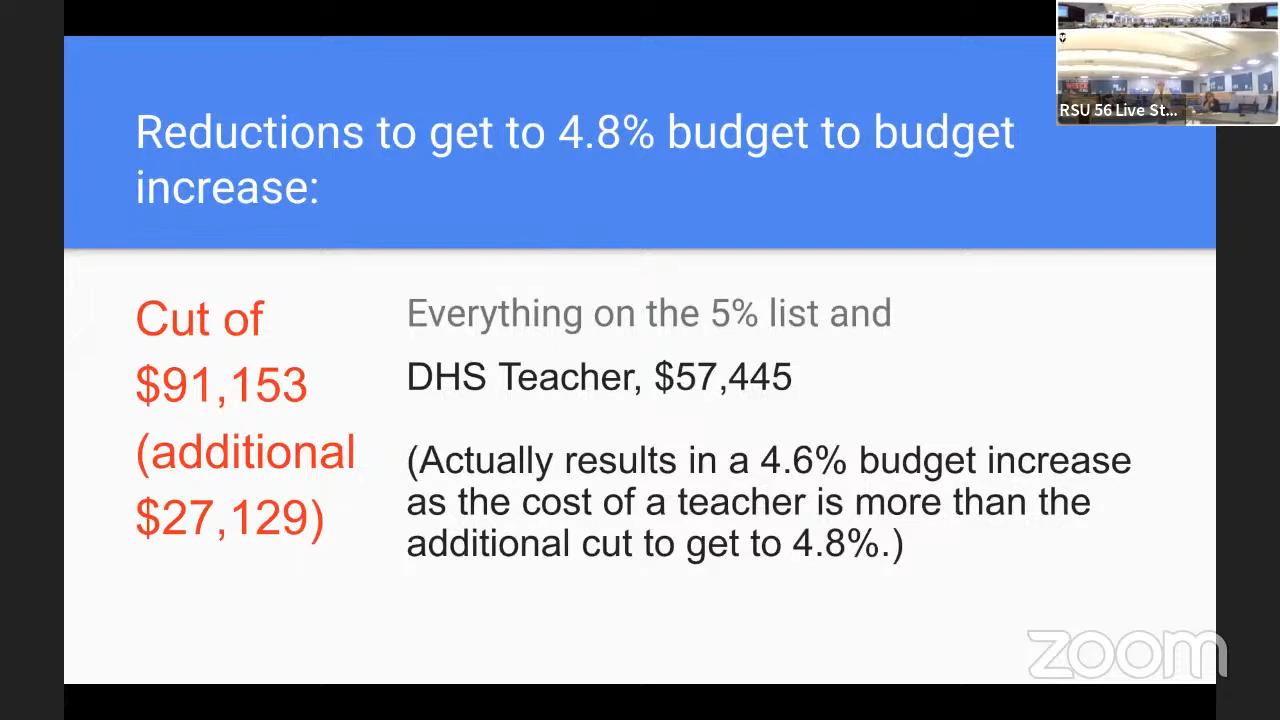 Reductions to get to 4.8% budget to budget
increase:
Cut of
$91,153
(additional
$27,129)
Everything on the 5% list and
DHS Teacher, $57,445
(Actually results in a 4.6% budget increase
as the cost of a teacher is more than the
additional cut to get to 4.8%.)
RSU 56 Live St...
zoom